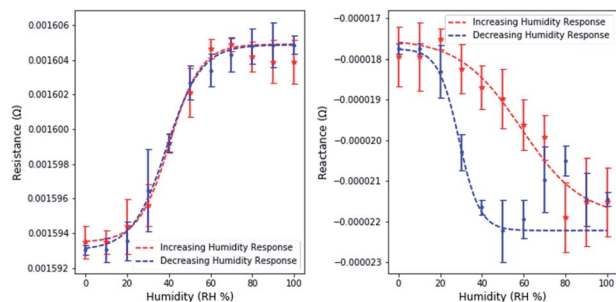 0.001606
0.001604
0.001602
0.001600
0.001598
0.001596
0.001594
0.001592
Resistance (Ω)
Increasing Humidity Response
Decreasing Humidity Response
0 20 40 60 80 100
Humidity (RH %)
−0.000017
−0.000018
−0.000019
−0.000020
−0.000021
−0.000022
−0.000023
Reactance (Ω)
Increasing Humidity Response
Decreasing Humidity Response
0 20 40 60 80 100
Humidity (RH %)